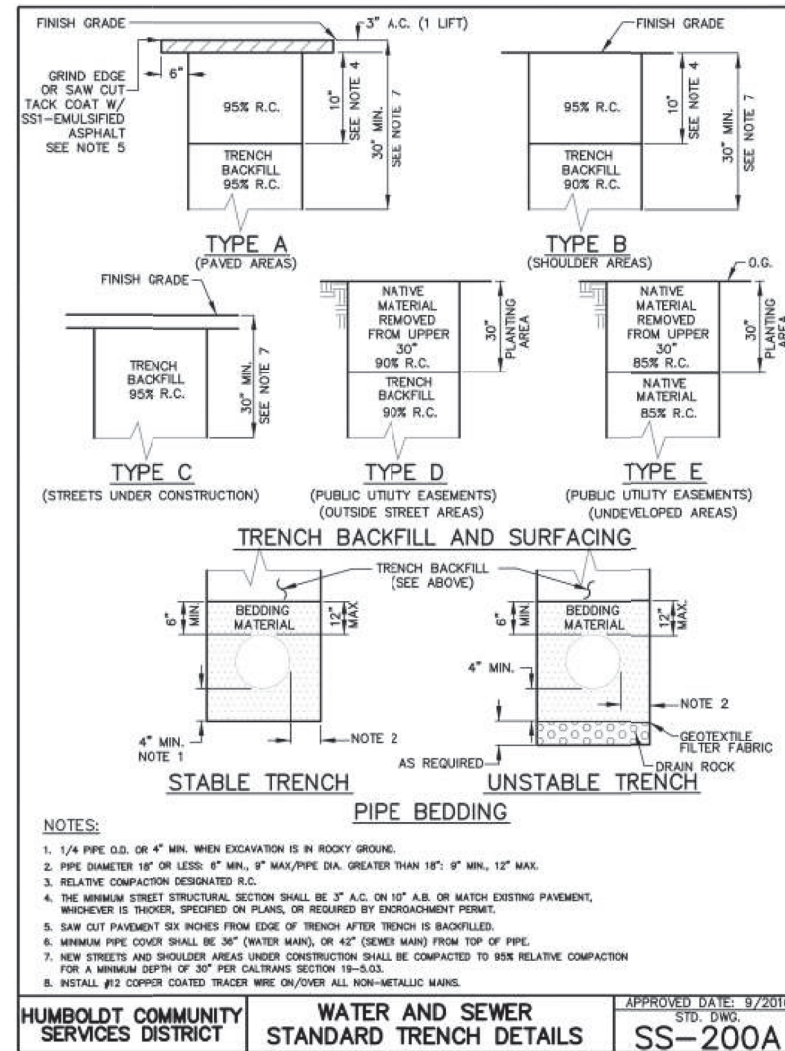 FINISH GRADE
3" A.C. (1 LIFT)
GRIND EDGE
OR SAW CUT
TACK COAT W/
SS1-EMULSIFIED
ASPHALT
SEE NOTE 5
6"
95% R.C.
10"
SEE NOTE 4
30" MIN.
SEE NOTE 7
TRENCH
BACKFILL
95% R.C.
TYPE A
(PAVED AREAS)
FINISH GRADE
95% R.C.
10"
SEE NOTE 4
30" MIN.
SEE NOTE 7
TRENCH
BACKFILL
90% R.C.
TYPE B
(SHOULDER AREAS)
FINISH GRADE
TRENCH
BACKFILL
95% R.C.
30" MIN.
SEE NOTE 7
TYPE C
(STREETS UNDER CONSTRUCTION)
NATIVE
MATERIAL
REMOVED
FROM UPPER
30"
90% R.C.
30"
PLANTING
AREA
TRENCH
BACKFILL
90% R.C.
TYPE D
(PUBLIC UTILITY EASEMENTS)
(OUTSIDE STREET AREAS)
O.G.
NATIVE
MATERIAL
REMOVED
FROM UPPER
30"
85% R.C.
30"
PLANTING
AREA
NATIVE
MATERIAL
85% R.C.
TYPE E
(PUBLIC UTILITY EASEMENTS)
(UNDEVELOPED AREAS)
TRENCH BACKFILL AND SURFACING
TRENCH BACKFILL
(SEE ABOVE)
6"
MIN.
BEDDING
MATERIAL
12"
MAX.
4" MIN.
NOTE 1
NOTE 2
STABLE TRENCH
6"
MIN.
BEDDING
MATERIAL
12"
MAX.
4" MIN.
NOTE 2
GEOTEXTILE
FILTER FABRIC
AS REQUIRED
DRAIN ROCK
UNSTABLE TRENCH
PIPE BEDDING
NOTES:
1. 1/4 PIPE O.D. OR 4" MIN. WHEN EXCAVATION IS IN ROCKY GROUND.
2. PIPE DIAMETER 18" OR LESS: 6" MIN., 9" MAX/PIPE DIA. GREATER THAN 18": 9" MIN., 12" MAX.
3. RELATIVE COMPACTION DESIGNATED R.C.
4. THE MINIMUM STREET STRUCTURAL SECTION SHALL BE 3" A.C. ON 10" A.B. OR MATCH EXISTING PAVEMENT,
WHICHEVER IS THICKER, SPECIFIED ON PLANS, OR REQUIRED BY ENCROACHMENT PERMIT.
5. SAW CUT PAVEMENT SIX INCHES FROM EDGE OF TRENCH AFTER TRENCH IS BACKFILLED.
6. MINIMUM PIPE COVER SHALL BE 36" (WATER MAIN), OR 42" (SEWER MAIN) FROM TOP OF PIPE.
7. NEW STREETS AND SHOULDER AREAS UNDER CONSTRUCTION SHALL BE COMPACTED TO 95% RELATIVE COMPACTION
FOR A MINIMUM DEPTH OF 30" PER CALTRANS SECTION 19-5.03.
8. INSTALL #12 COPPER COATED TRACER WIRE ON/OVER ALL NON-METALLIC MAINS.
HUMBOLDT COMMUNITY
SERVICES DISTRICT
WATER AND SEWER
STANDARD TRENCH DETAILS
APPROVED DATE: 9/2016
STD. DWG.
SS-200A